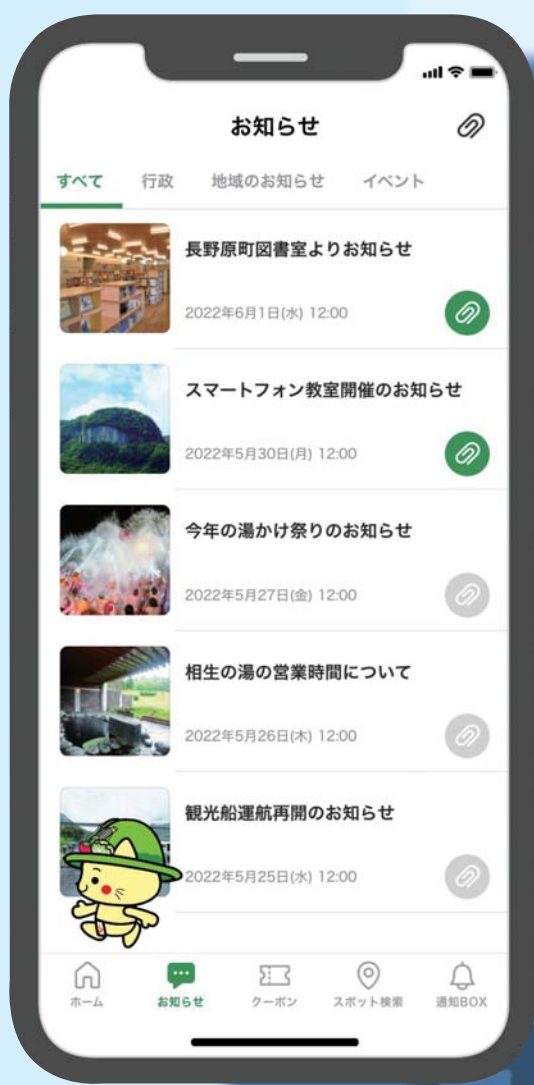 お知らせ
すべて 行政 地域のお知らせ イベント
長野原町図書室よりお知らせ
2022年6月1日(水) 12:00
スマートフォン教室開催のお知らせ
2022年5月30日(月) 12:00
今年の湯かけ祭りのお知らせ
2022年5月27日(金) 12:00
相生の湯の営業時間について
2022年5月26日(木) 12:00
観光船運航再開のお知らせ
2022年5月25日(水) 12:00
ホーム お知らせ クーポン スポット検索 通知BOX